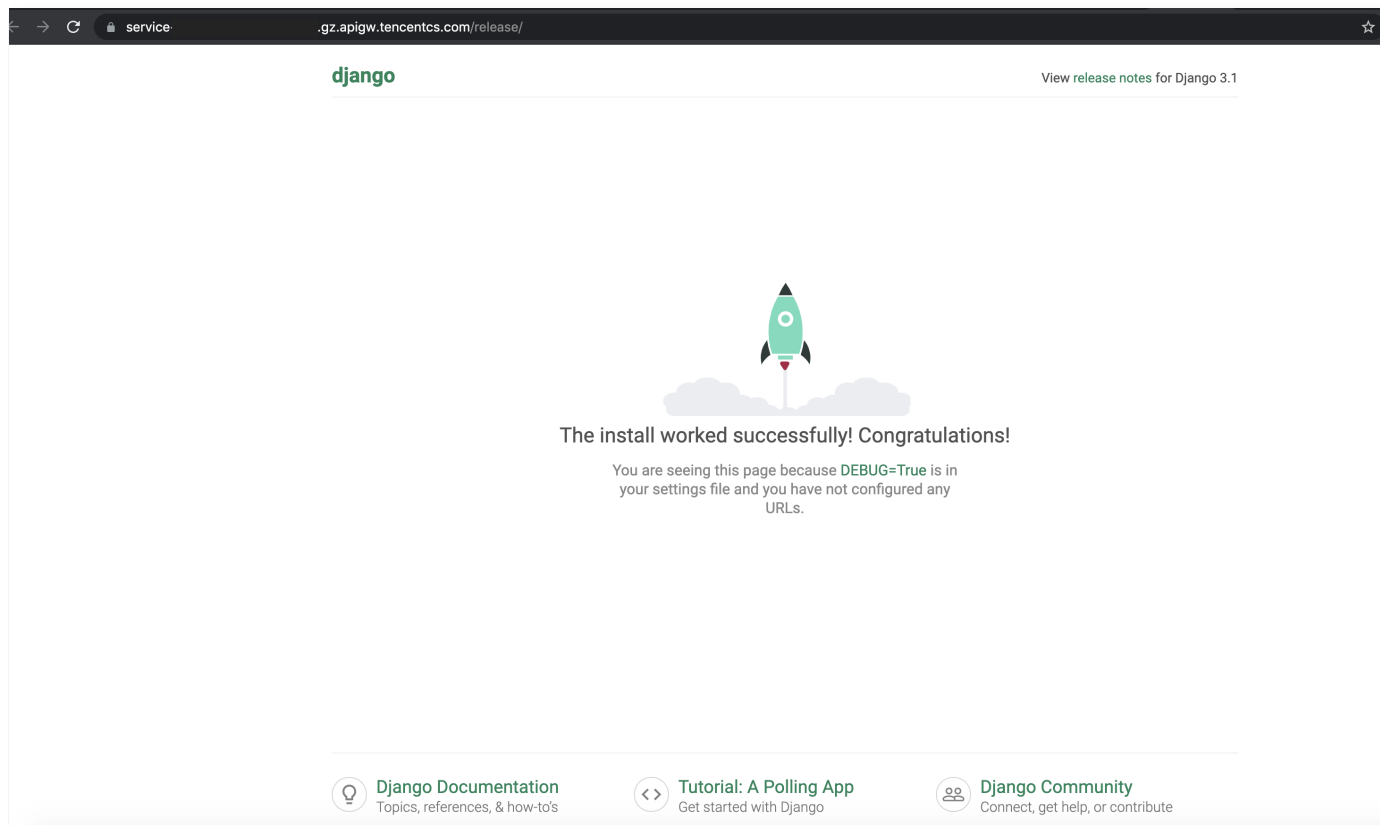 service- .gz.apigw.tencentcs.com/release/
django
View release notes for Django 3.1
The install worked successfully! Congratulations!
You are seeing this page because DEBUG=True is in
your settings file and you have not configured any
URLs.
Django Documentation
Topics, references, & how-to's
Tutorial: A Polling App
Get started with Django
Django Community
Connect, get help, or contribute